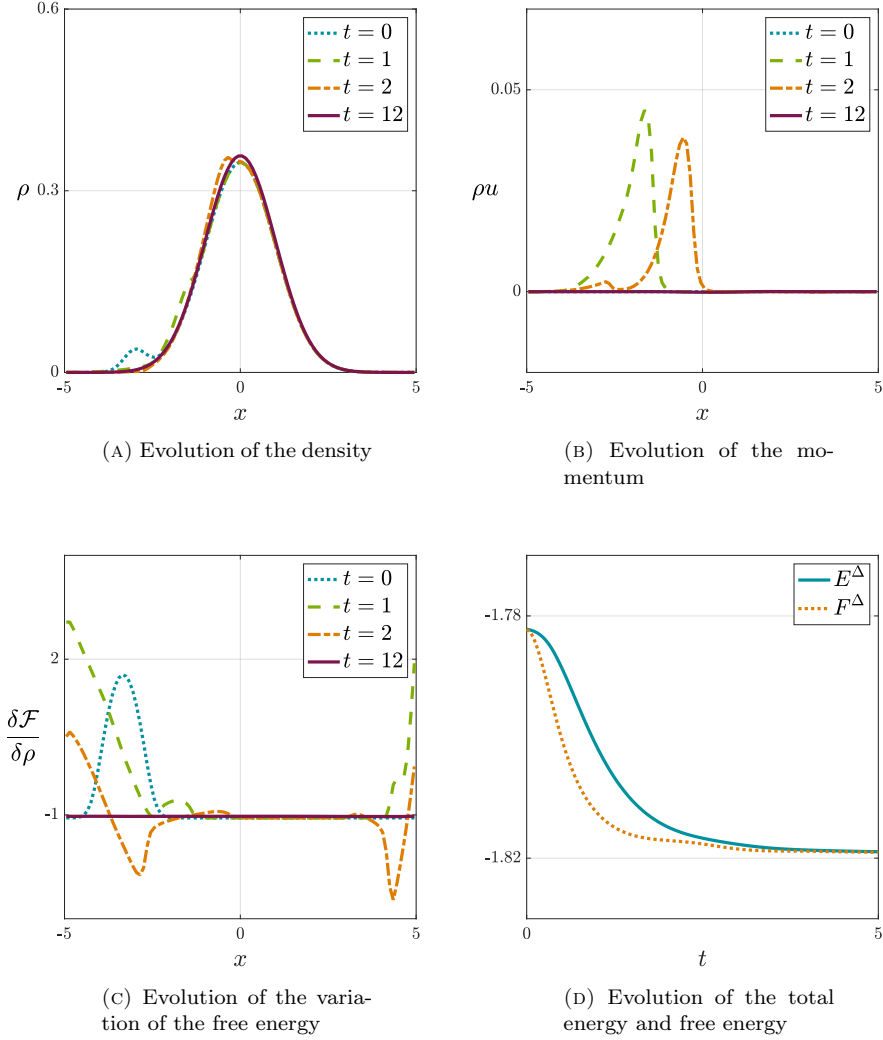 0.6
t = 0
t = 1
t = 2
t = 12
ρ
0.3
0
-5
0
5
x
(A) Evolution of the density
t = 0
t = 1
t = 2
t = 12
0.05
ρu
0
-5
0
5
x
(B) Evolution of the mo-
mentum
t = 0
t = 1
t = 2
t = 12
2
δℱ
δρ
-1
-5
0
5
x
(C) Evolution of the varia-
tion of the free energy
E^Δ
F^Δ
-1.78
-1.82
0
5
t
(D) Evolution of the total
energy and free energy